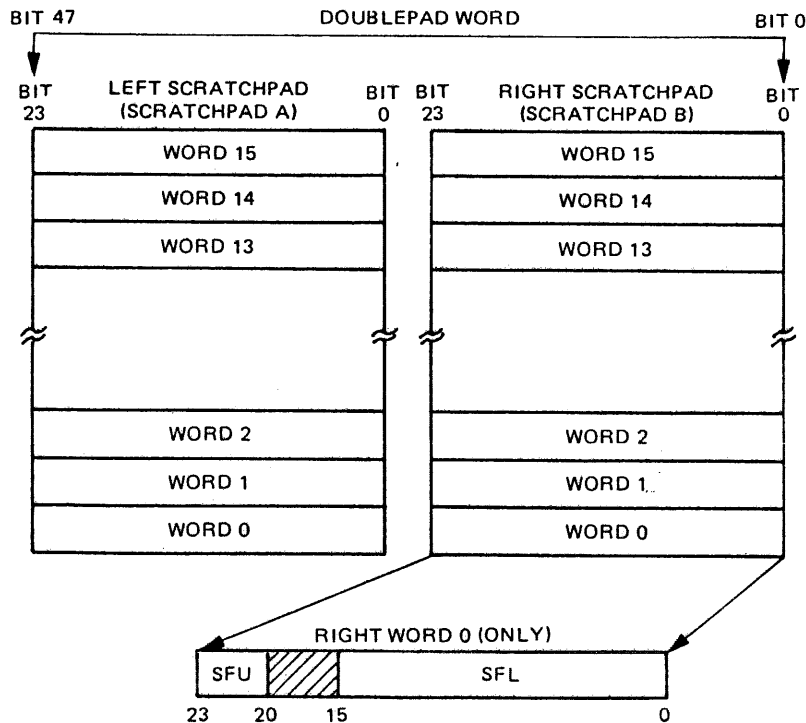 BIT 47 DOUBLEPAD WORD BIT 0
BIT 23 LEFT SCRATCHPAD (SCRATCHPAD A) BIT 0
BIT 23 RIGHT SCRATCHPAD (SCRATCHPAD B) BIT 0
WORD 15 WORD 15
WORD 14 WORD 14
WORD 13 WORD 13
WORD 2 WORD 2
WORD 1 WORD 1
WORD 0 WORD 0
RIGHT WORD 0 (ONLY)
SFU SFL
23 20 15 0